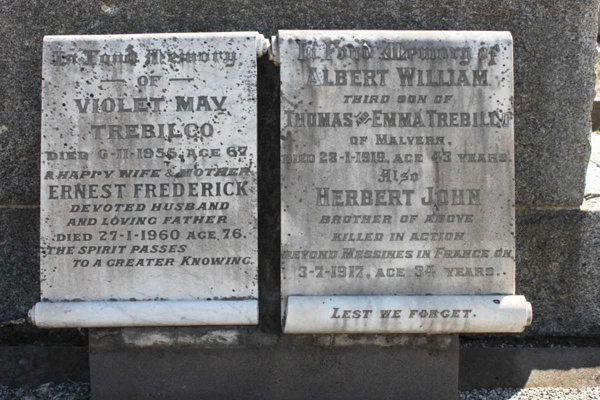 In Fond Memory
OF
VIOLET MAY
TREBILCO
DIED 6-11-1955, AGE 67.
A HAPPY WIFE & MOTHER
ERNEST FREDERICK
DEVOTED HUSBAND
AND LOVING FATHER
DIED 27-1-1960 AGE 76.
THE SPIRIT PASSES
TO A GREATER KNOWING.
In Fond Memory of
ALBERT WILLIAM
THIRD SON OF
THOMAS AND EMMA TREBILCO
OF MALVERN.
DIED 28-1-1919, AGE 43 YEARS.
Also
HERBERT JOHN
BROTHER OF ABOVE
KILLED IN ACTION
BEYOND MESSINES IN FRANCE ON
3-7-1917, AGE 34 YEARS.
LEST WE FORGET.